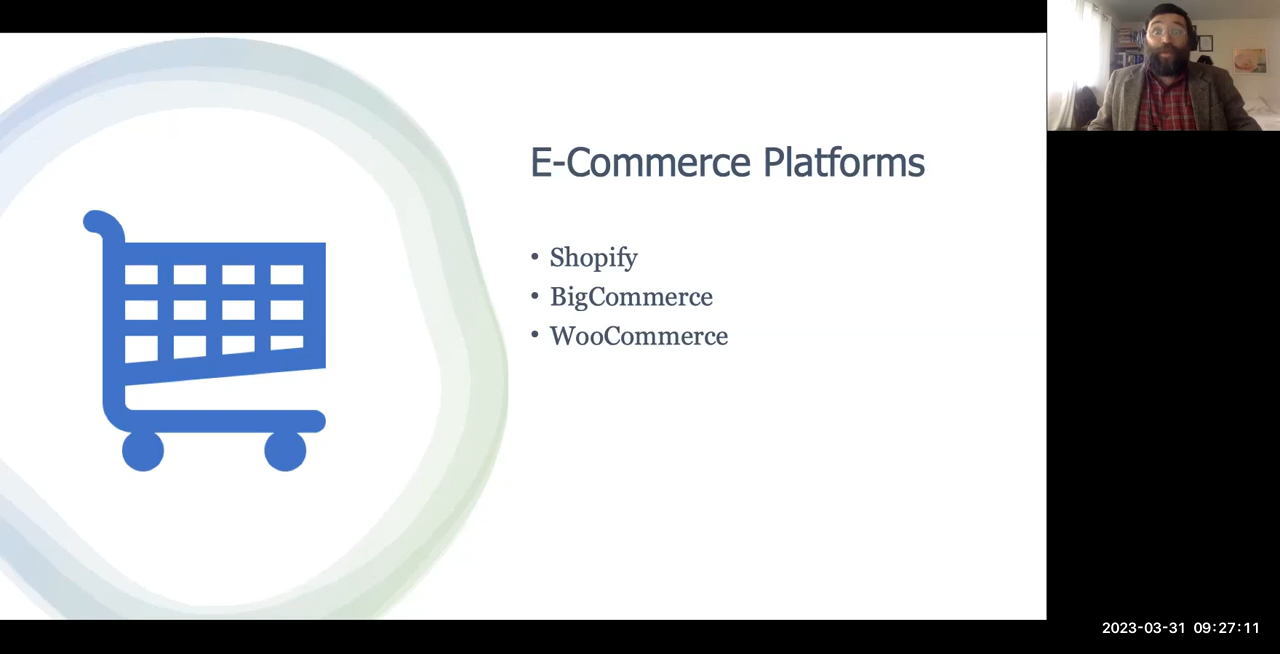 E-Commerce Platforms
• Shopify
• BigCommerce
• WooCommerce
2023-03-31 09:27:11